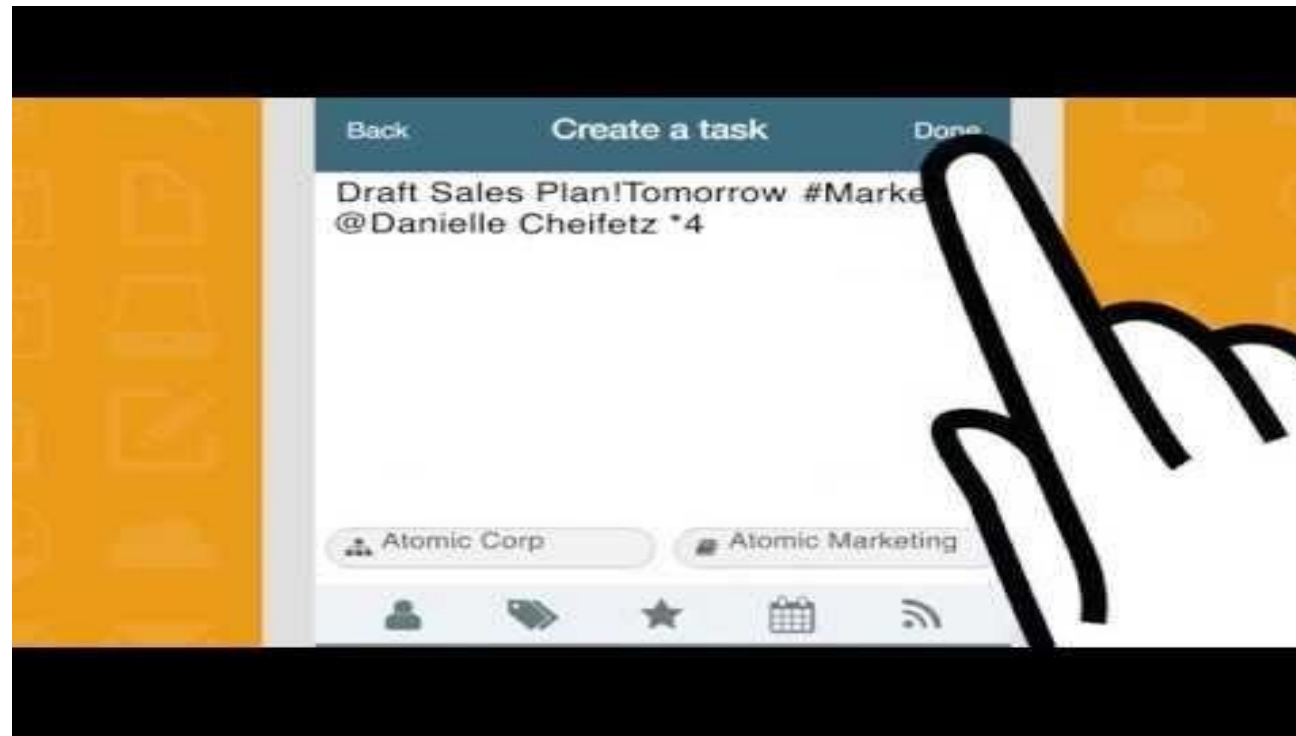 Back Create a task Done
Draft Sales Plan!Tomorrow #Marke
@Danielle Cheifetz *4
Atomic Corp Atomic Marketing